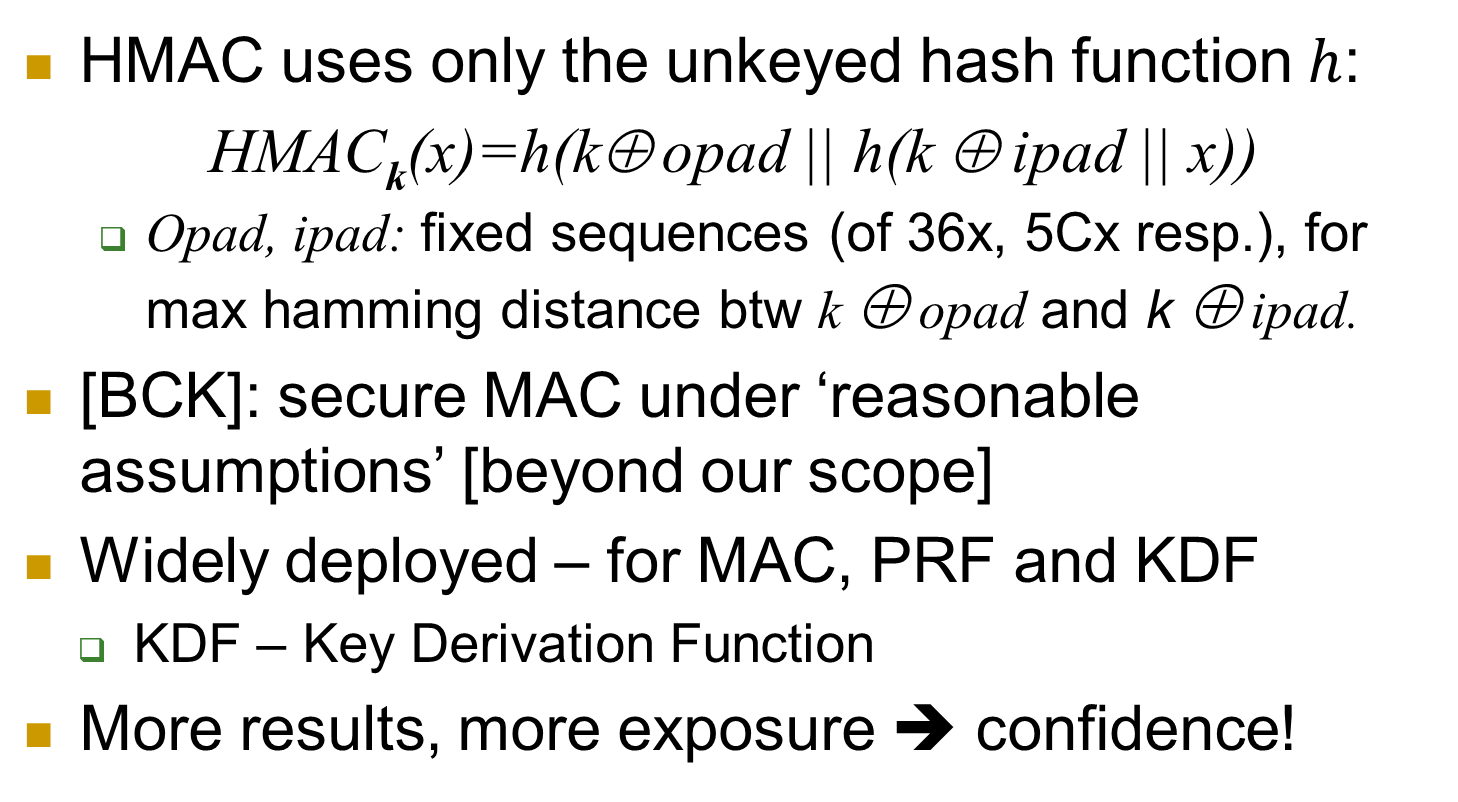 HMAC uses only the unkeyed hash function h:
HMACk(x)=h(k⊕opad || h(k ⊕ ipad || x))
Opad, ipad: fixed sequences (of 36x, 5Cx resp.), for
max hamming distance btw k ⊕ opad and k ⊕ ipad.
[BCK]: secure MAC under ‘reasonable
assumptions’ [beyond our scope]
Widely deployed – for MAC, PRF and KDF
KDF – Key Derivation Function
More results, more exposure ➔ confidence!